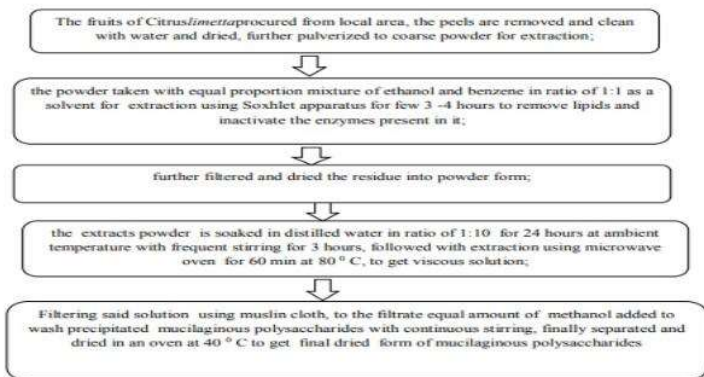 The fruits of Citruslimettaprocured from local area, the peels are removed and clean
with water and dried, further pulverized to coarse powder for extraction;
the powder taken with equal proportion mixture of ethanol and benzene in ratio of 1:1 as a
solvent for extraction using Soxhlet apparatus for few 3 -4 hours to remove lipids and
inactivate the enzymes present in it;
further filtered and dried the residue into powder form;
the extracts powder is soaked in distilled water in ratio of 1:10 for 24 hours at ambient
temperature with frequent stirring for 3 hours, followed with extraction using microwave
oven for 60 min at 80 ⁰ C, to get viscous solution;
Filtering said solution using muslin cloth, to the filtrate equal amount of methanol added to
wash precipitated mucilaginous polysaccharides with continuous stirring, finally separated and
dried in an oven at 40 ⁰ C to get final dried form of mucilaginous polysaccharides